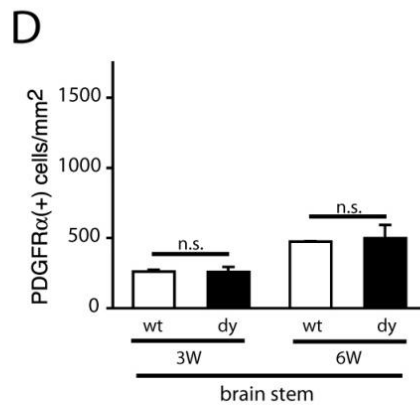 D
PDGFRα(+) cells/mm²
1500
1000
500
0
n.s.
n.s.
wt dy wt dy
3W 6W
brain stem